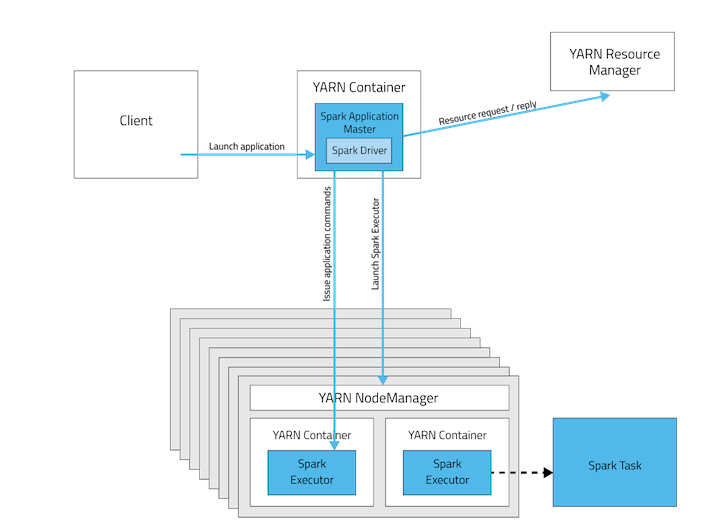 YARN Resource
Manager
YARN Container
Client
Spark Application
Master
Spark Driver
Resource request / reply
Launch application
Issue application commands
Launch Spark Executor
YARN NodeManager
YARN Container
YARN Container
Spark
Executor
Spark
Executor
Spark Task